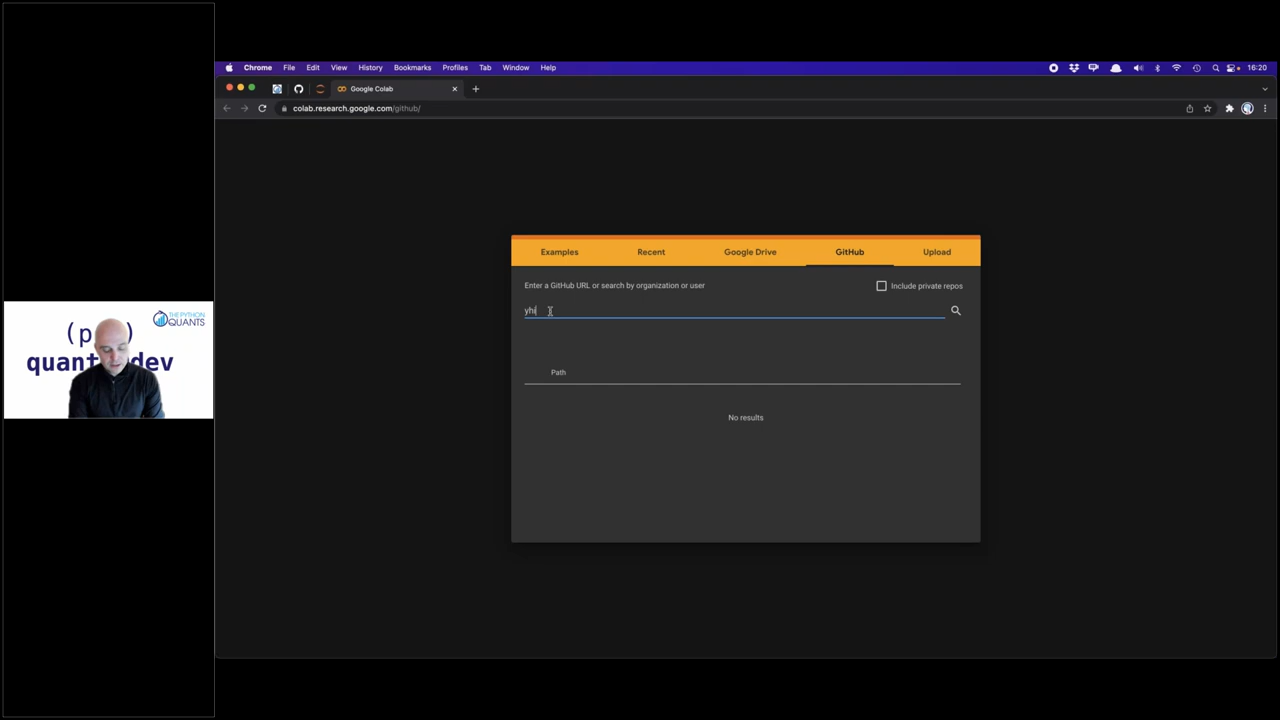 Chrome File Edit View History Bookmarks Profiles Tab Window Help 16:20
Google Colab
colab.research.google.com/github/
Examples Recent Google Drive GitHub Upload
Enter a GitHub URL or search by organization or user Include private repos
yhi
Path
No results
THE PYTHON
QUANTS
(p )
quant dev